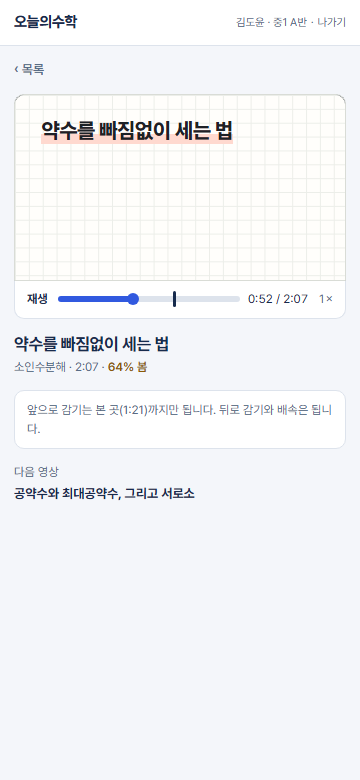 오늘의수학
김도윤 · 중1 A반 · 나가기
‹ 목록
약수를 빠짐없이 세는 법
재생 0:52 / 2:07 1×
약수를 빠짐없이 세는 법
소인수분해 · 2:07 · 64% 봄
앞으로 감기는 본 곳(1:21)까지만 됩니다. 뒤로 감기와 배속은 됩니
다.
다음 영상
공약수와 최대공약수, 그리고 서로소